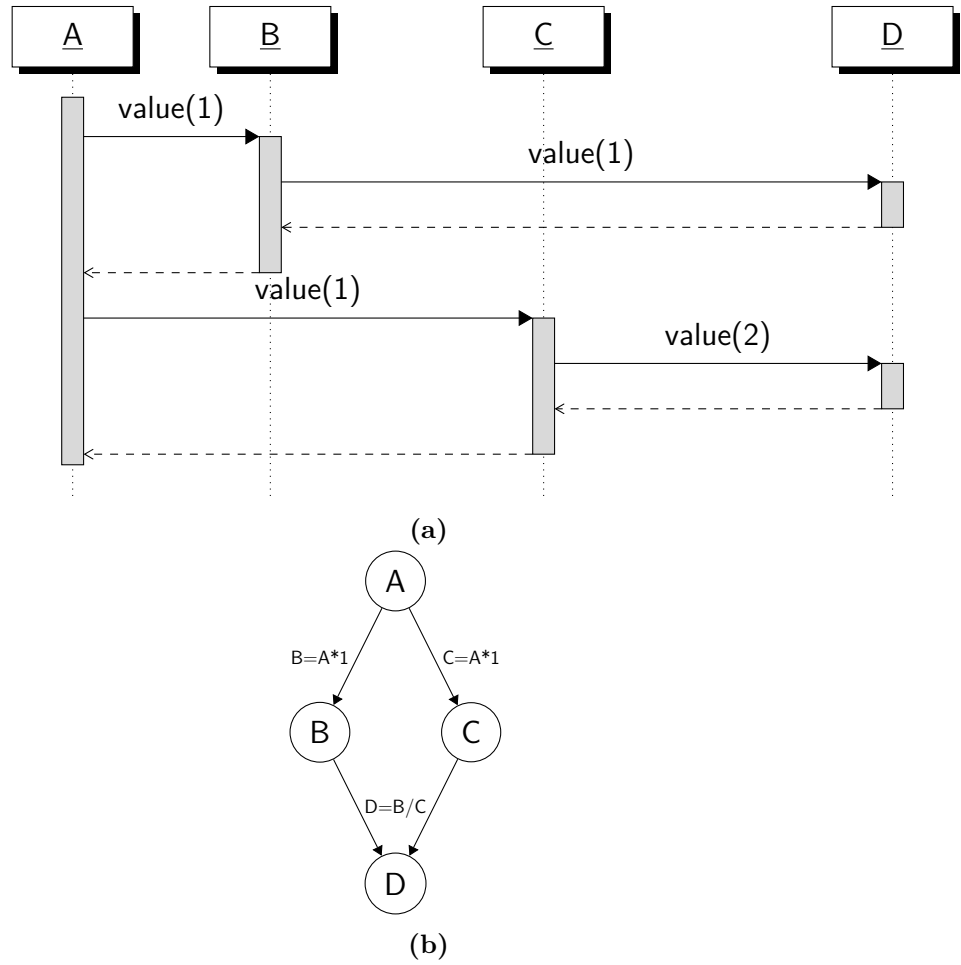 A B C D
value(1)
value(1)
value(1)
value(2)
(a)
A
B=A*1 C=A*1
B C
D=B/C
D
(b)